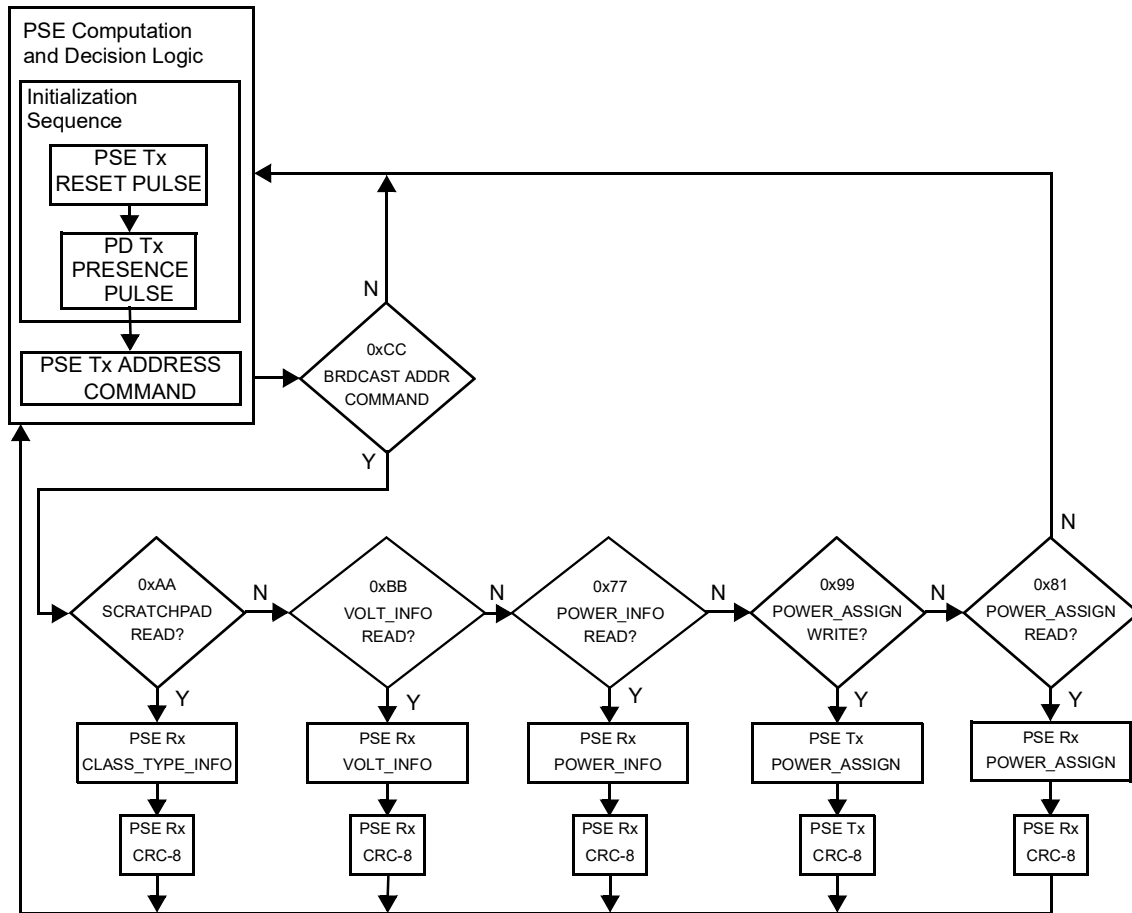 PSE Computation
and Decision Logic
Initialization
Sequence
PSE Tx
RESET PULSE
PD Tx
PRESENCE
PULSE
PSE Tx ADDRESS
COMMAND
N
0xCC
BRDCAST ADDR
COMMAND
Y
0xAA
SCRATCHPAD
READ?
N
Y
0xBB
VOLT_INFO
READ?
N
Y
0x77
POWER_INFO
READ?
N
Y
0x99
POWER_ASSIGN
WRITE?
N
Y
0x81
POWER_ASSIGN
READ?
N
Y
PSE Rx
CLASS_TYPE_INFO
PSE Rx
VOLT_INFO
PSE Rx
POWER_INFO
PSE Tx
POWER_ASSIGN
PSE Rx
POWER_ASSIGN
PSE Rx
CRC-8
PSE Rx
CRC-8
PSE Rx
CRC-8
PSE Tx
CRC-8
PSE Rx
CRC-8